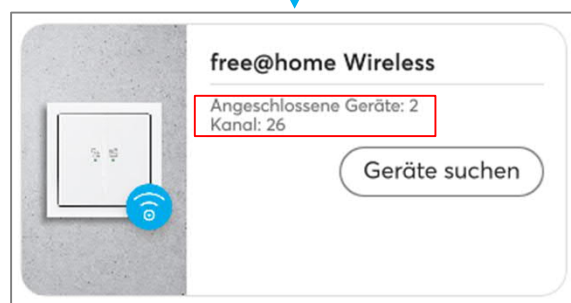 free@home Wireless
Angeschlossene Geräte: 2
Kanal: 26
Geräte suchen